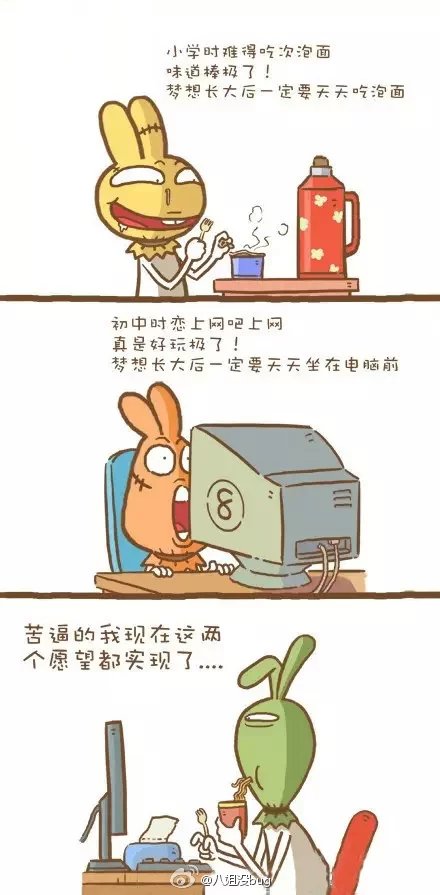 小学时难得吃次泡面
味道棒极了！
梦想长大后一定要天天吃泡面
初中时恋上网吧上网
真是好玩极了！
梦想长大后一定要天天坐在电脑前
8
苦逼的我现在这两
个愿望都实现了....
@八姐没bug